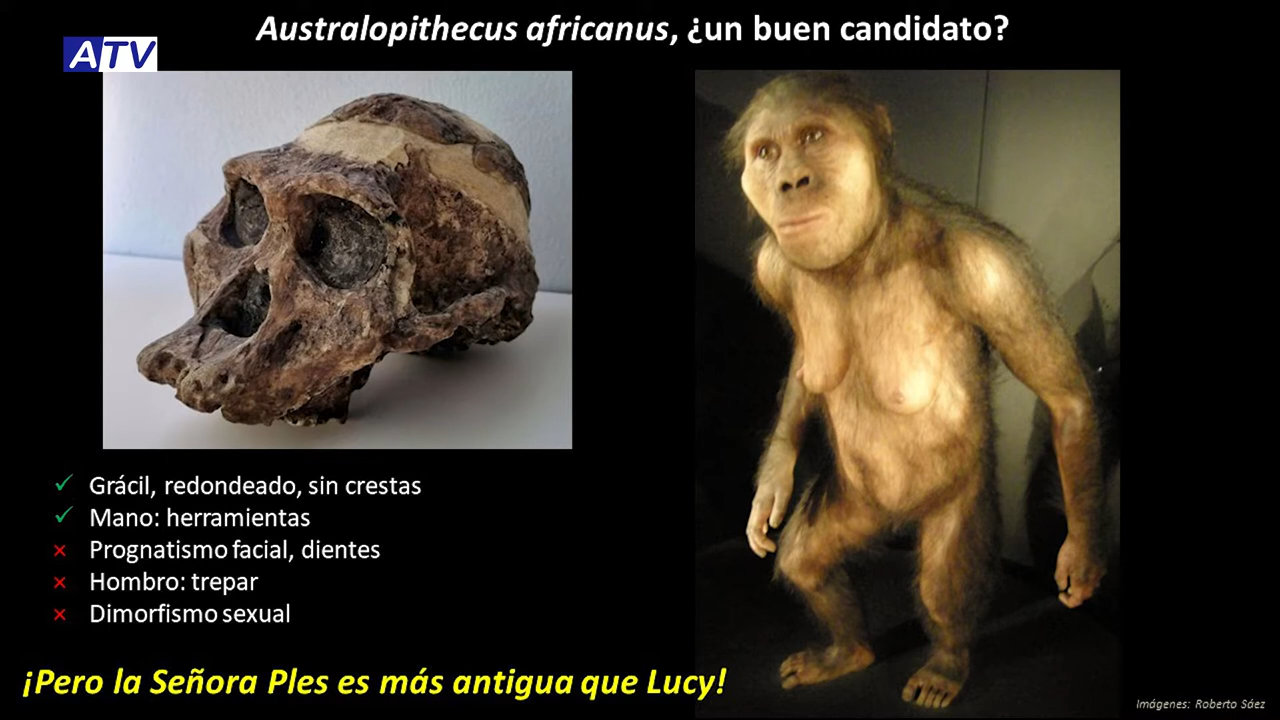 Australopithecus africanus, ¿un buen candidato?
ATV
✓ Grácil, redondeado, sin crestas
✓ Mano: herramientas
× Prognatismo facial, dientes
× Hombro: trepar
× Dimorfismo sexual
¡Pero la Señora Ples es más antigua que Lucy!
Imágenes: Roberto Sáez